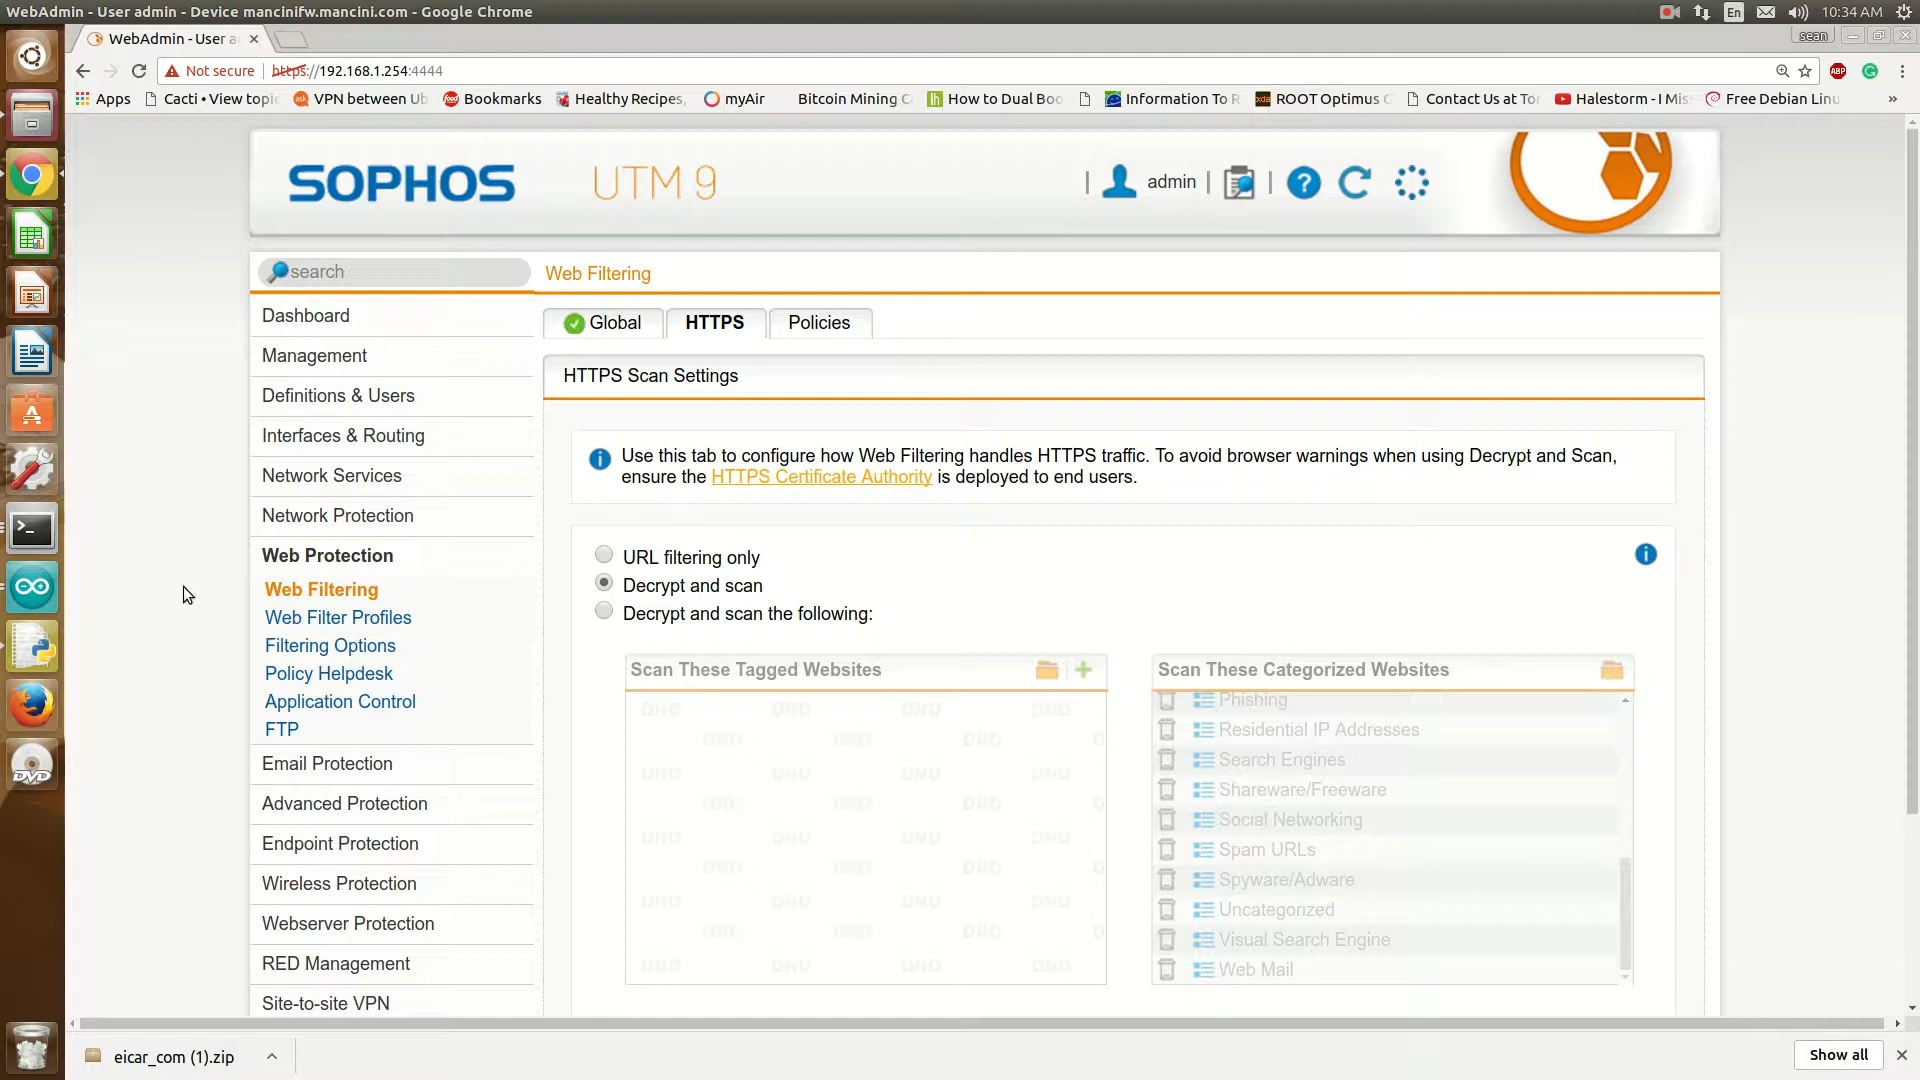 WebAdmin - User admin - Device mancinifw.mancini.com - Google Chrome
En
10:34 AM
WebAdmin - User a
sean
Not secure
https://192.168.1.254:4444
ABP
Apps
Cacti • View topi
VPN between Ub
Bookmarks
Healthy Recipes,
myAir
Bitcoin Mining C
How to Dual Boo
Information To R
ROOT Optimus
Contact Us at Tor
Halestorm - I Mis
Free Debian Linu
»
SOPHOS
UTM 9
admin
search
Web Filtering
Dashboard
Management
Definitions & Users
Interfaces & Routing
Network Services
Network Protection
Web Protection
Web Filtering
Web Filter Profiles
Filtering Options
Policy Helpdesk
Application Control
FTP
Email Protection
Advanced Protection
Endpoint Protection
Wireless Protection
Webserver Protection
RED Management
Site-to-site VPN
Global
HTTPS
Policies
HTTPS Scan Settings
Use this tab to configure how Web Filtering handles HTTPS traffic. To avoid browser warnings when using Decrypt and Scan,
ensure the HTTPS Certificate Authority is deployed to end users.
URL filtering only
Decrypt and scan
Decrypt and scan the following:
Scan These Tagged Websites
DND DND DND DND
Scan These Categorized Websites
Phishing
Residential IP Addresses
Search Engines
Shareware/Freeware
Social Networking
Spam URLs
Spyware/Adware
Uncategorized
Visual Search Engine
Web Mail
DVD
eicar_com (1).zip
Show all